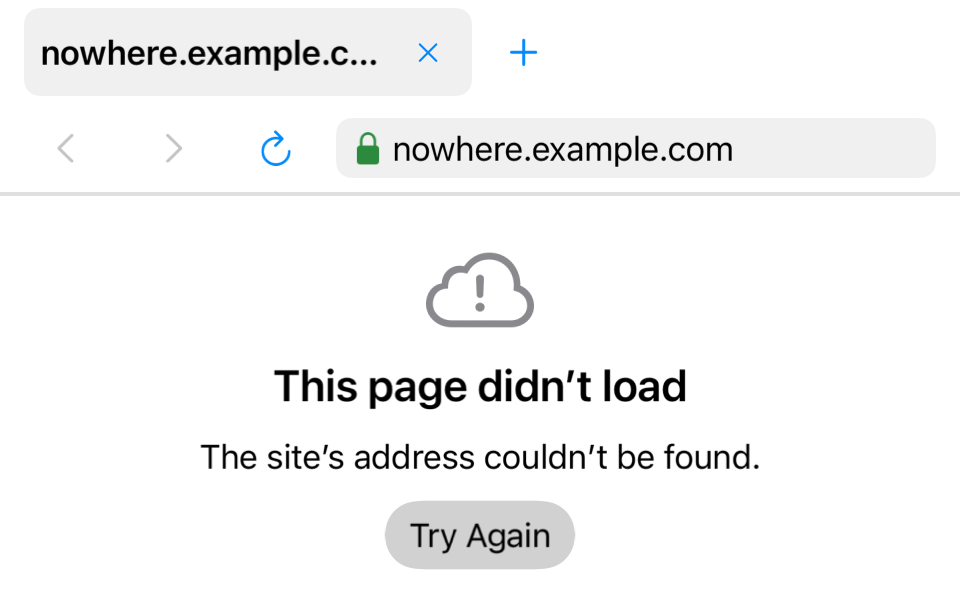 nowhere.example.c...
nowhere.example.com
This page didn’t load
The site’s address couldn’t be found.
Try Again